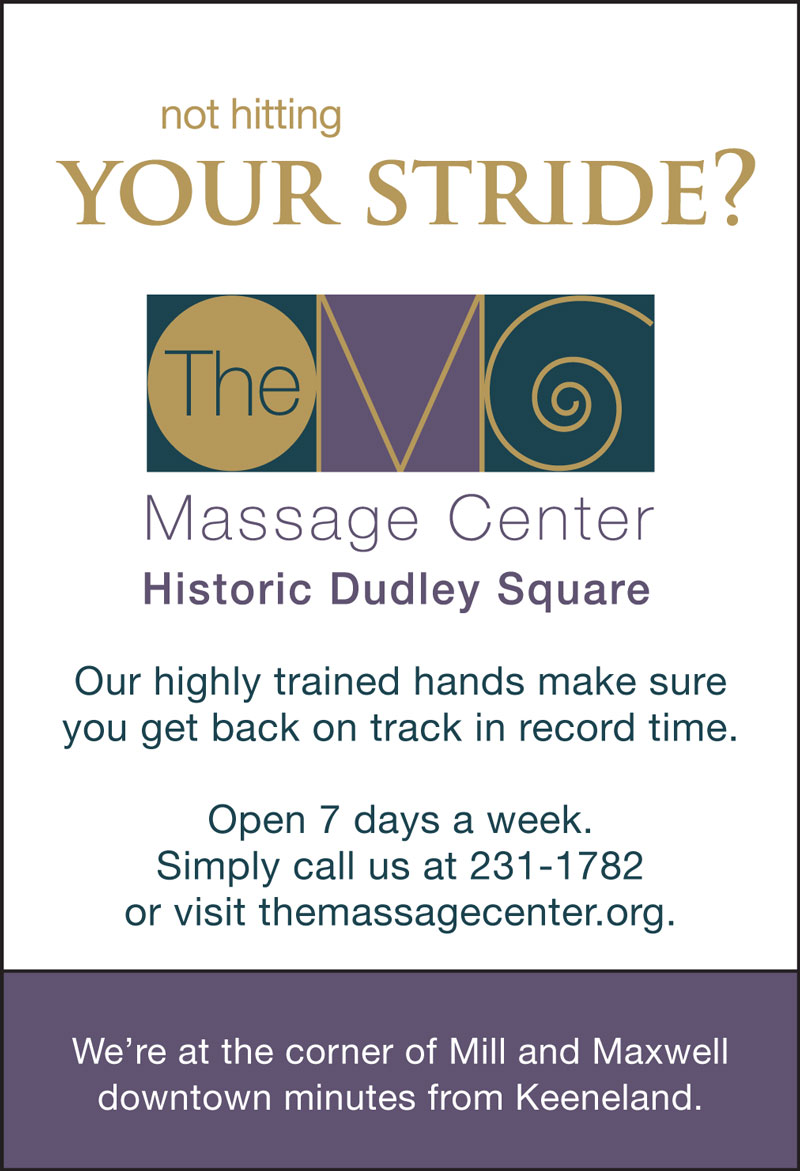 not hitting
YOUR STRIDE?
The MC
Massage Center
Historic Dudley Square
Our highly trained hands make sure
you get back on track in record time.
Open 7 days a week.
Simply call us at 231-1782
or visit themassagecenter.org.
We’re at the corner of Mill and Maxwell
downtown minutes from Keeneland.